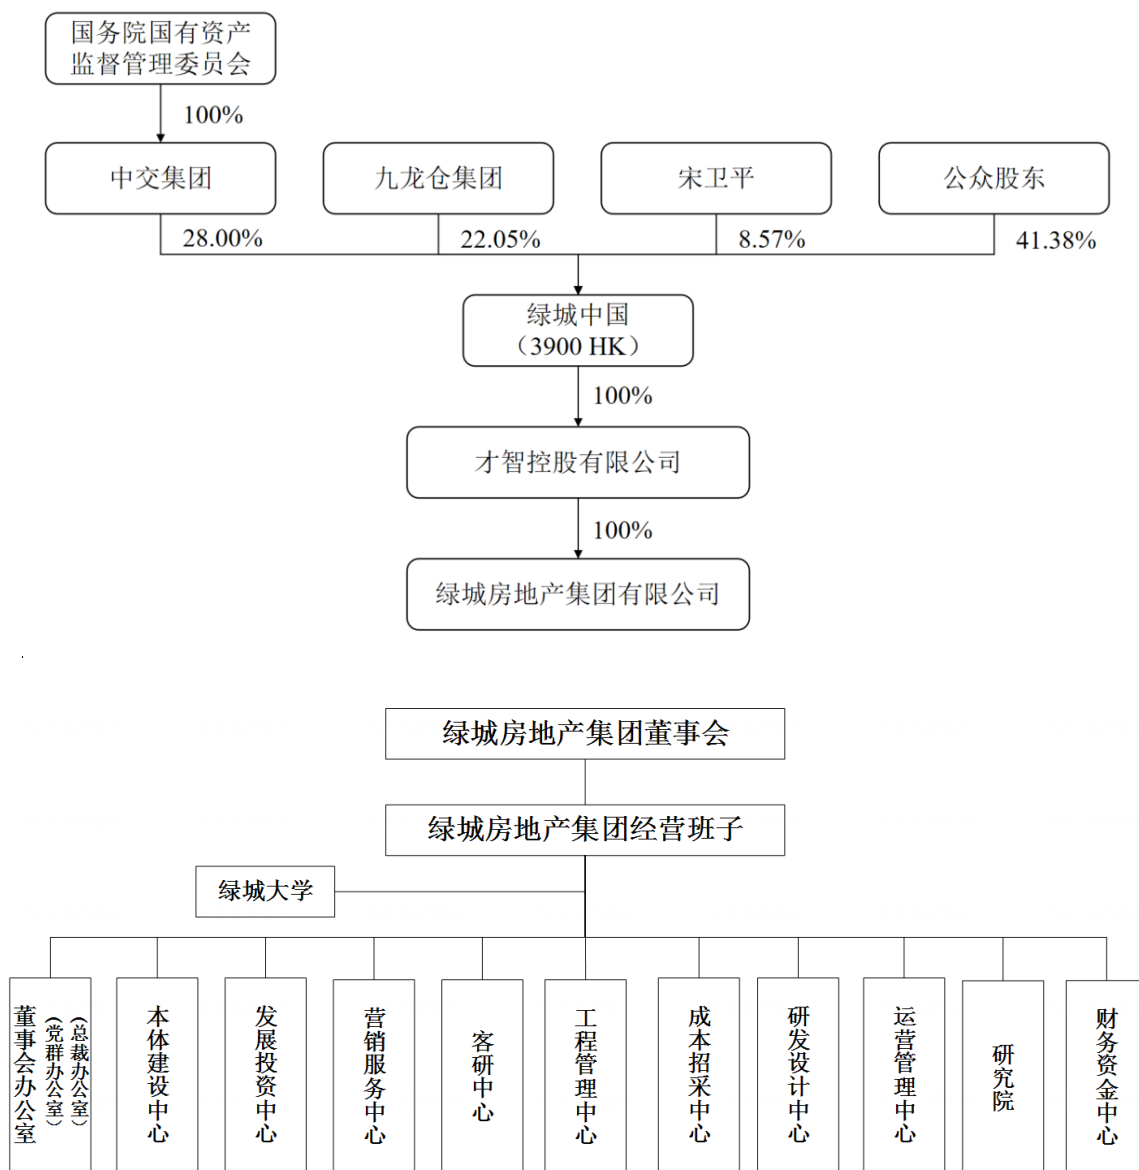 国务院国有资产
监督管理委员会
100%
中交集团
九龙仓集团
宋卫平
公众股东
28.00%
22.05%
8.57%
41.38%
绿城中国
（3900 HK）
100%
才智控股有限公司
100%
绿城房地产集团有限公司
绿城房地产集团董事会
绿城房地产集团经营班子
绿城大学
董事会办公室
（党群办公室）
（总裁办公室）
本体建设中心
发展投资中心
营销服务中心
客研中心
工程管理中心
成本招采中心
研发设计中心
运营管理中心
研究院
财务资金中心